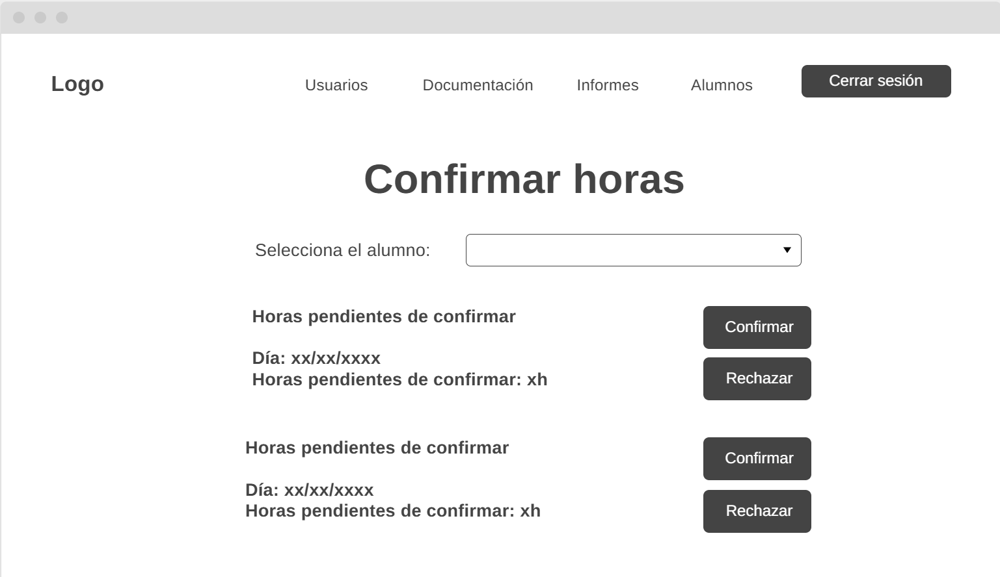 Logo
Usuarios
Documentación
Informes
Alumnos
Cerrar sesión
Confirmar horas
Selecciona el alumno:
Horas pendientes de confirmar
Confirmar
Día: xx/xx/xxxx
Horas pendientes de confirmar: xh
Rechazar
Horas pendientes de confirmar
Confirmar
Día: xx/xx/xxxx
Horas pendientes de confirmar: xh
Rechazar